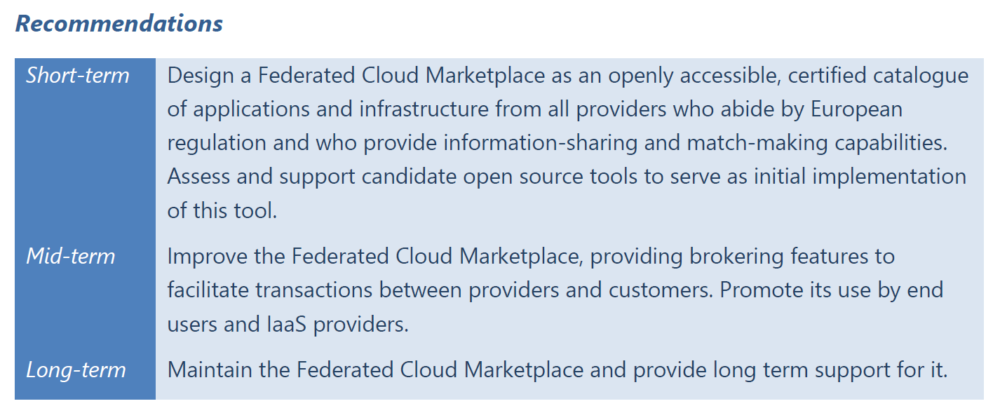 Recommendations
Short-term
Design a Federated Cloud Marketplace as an openly accessible, certified catalogue
of applications and infrastructure from all providers who abide by European
regulation and who provide information-sharing and match-making capabilities.
Assess and support candidate open source tools to serve as initial implementation
of this tool.
Mid-term
Improve the Federated Cloud Marketplace, providing brokering features to
facilitate transactions between providers and customers. Promote its use by end
users and IaaS providers.
Long-term
Maintain the Federated Cloud Marketplace and provide long term support for it.